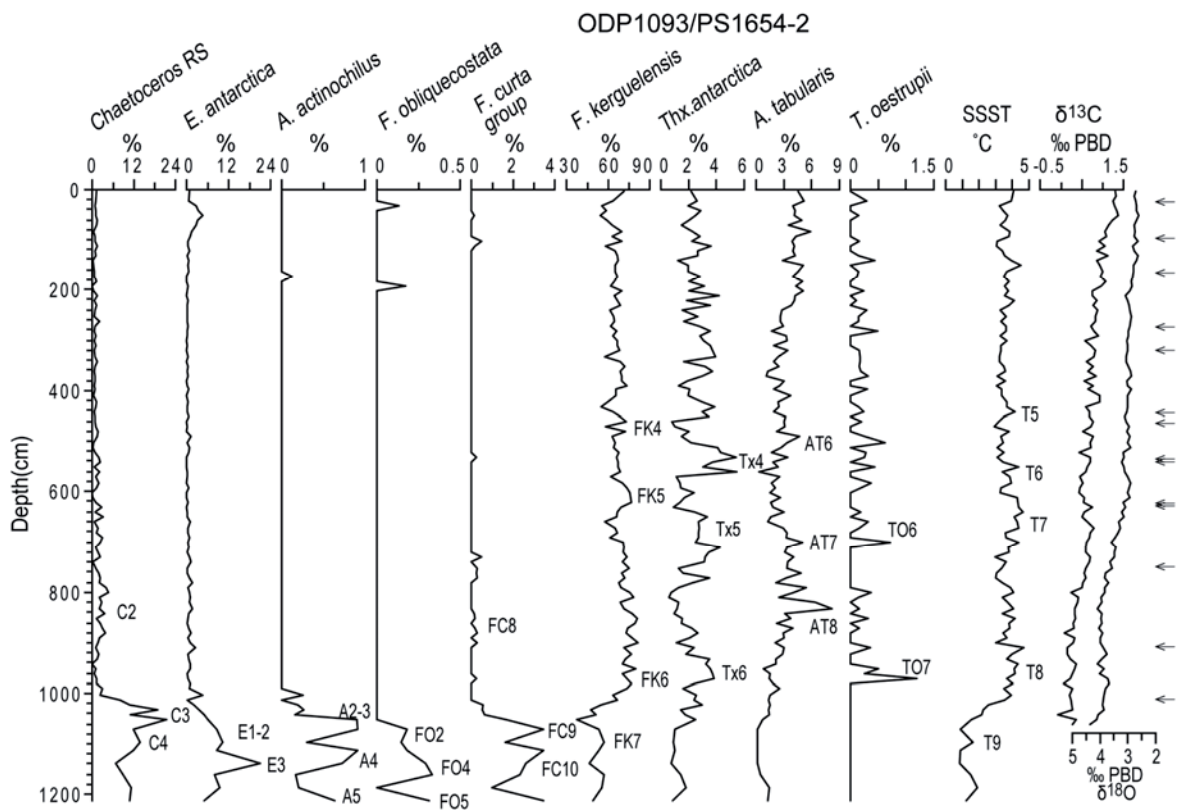 ODP1093/PS1654-2
Chaetoceros RS
E. antarctica
A. actinochilus
F. obliquecostata
F. curta
group
F. kerguelensis
Thx.antarctica
A. tabularis
T. oestrupii
SSST
δ13C
% % % % % % % % % °C ‰ PBD
0 12 24 0 12 24 0 1 0 0.5 0 2 4 30 60 90 0 2 4 6 0 3 6 9 0 1.5 0 5 -0.5 1.5
Depth(cm)
0
200
400
600
800
1000
1200
T5
FK4
AT6
Tx4
T6
FK5
T7
Tx5
AT7
TO6
C2
FC8
AT8
FK6
Tx6
TO7
T8
C3
A2-3
E1-2
FO2
FC9
C4
FK7
T9
E3
A4
FO4
FC10
A5
FO5
5 4 3 2
‰ PBD
δ18O